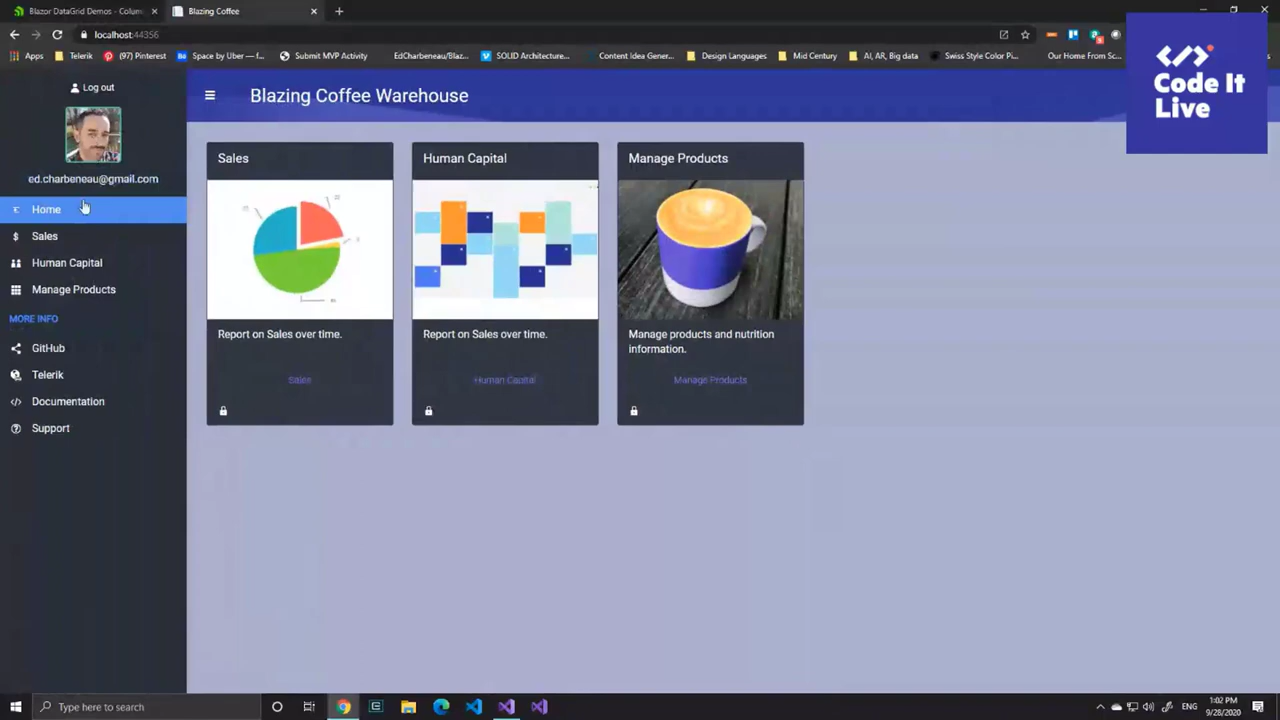 Blazor DataGrid Demos - Colum
Blazing Coffee
localhost:44356
Apps
Telerik
(97) Pinterest
Space by Uber — f...
Submit MVP Activity
EdCharbeneau/Blaz...
SOLID Architecture...
Content Idea Gener...
Design Languages
Mid Century
AI, AR, Big data
Swiss Style Color Pi...
Our Home From Sc...
Code It
Live
Log out
ed.charbeneau@gmail.com
Home
Sales
Human Capital
Manage Products
MORE INFO
GitHub
Telerik
Documentation
Support
Blazing Coffee Warehouse
Sales
Report on Sales over time.
Sales
Human Capital
Report on Sales over time.
Human Capital
Manage Products
Manage products and nutrition
information.
Manage Products
Type here to search
ENG
1:02 PM
9/28/2020